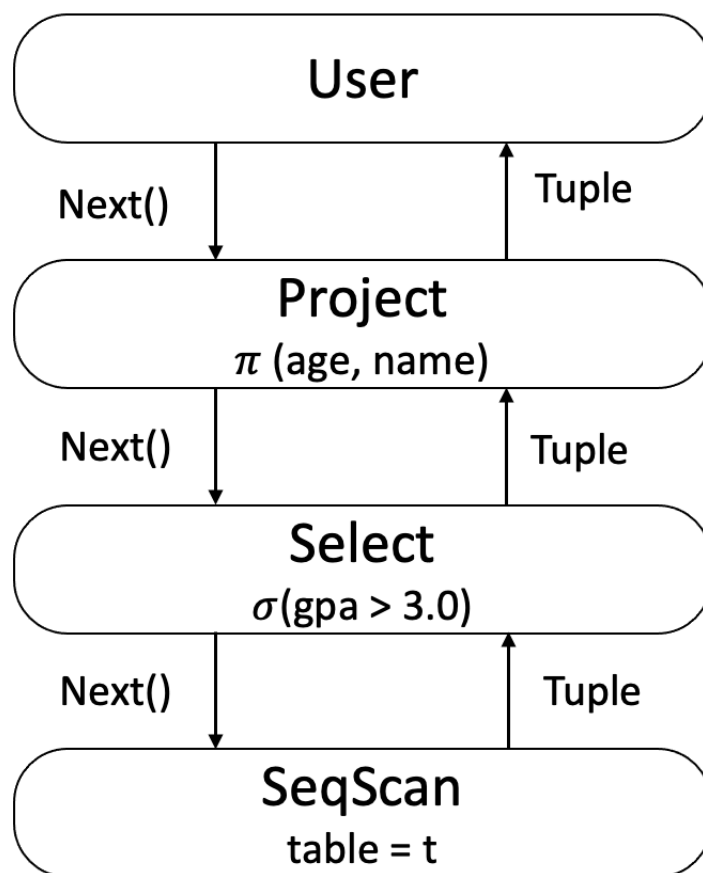 User
Next()
Tuple
Project
π (age, name)
Next()
Tuple
Select
σ(gpa > 3.0)
Next()
Tuple
SeqScan
table = t